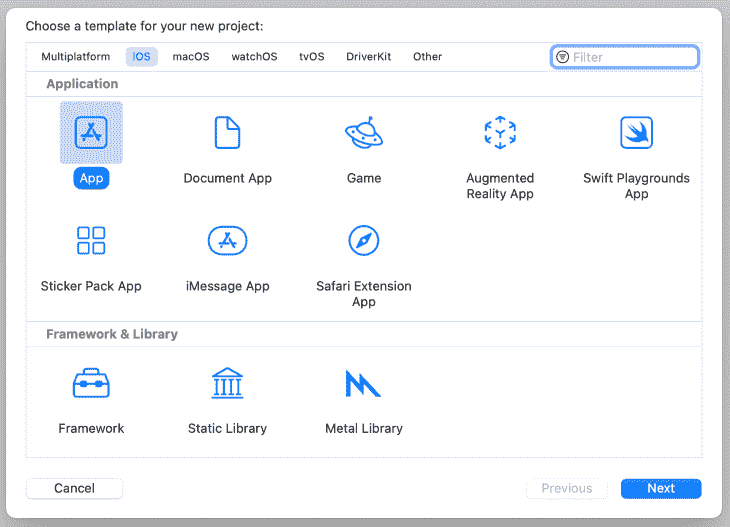 Choose a template for your new project:
Multiplatform iOS macOS watchOS tvOS DriverKit Other Filter
Application
App Document App Game Augmented Reality App Swift Playgrounds App
Sticker Pack App iMessage App Safari Extension App
Framework & Library
Framework Static Library Metal Library
Cancel Previous Next